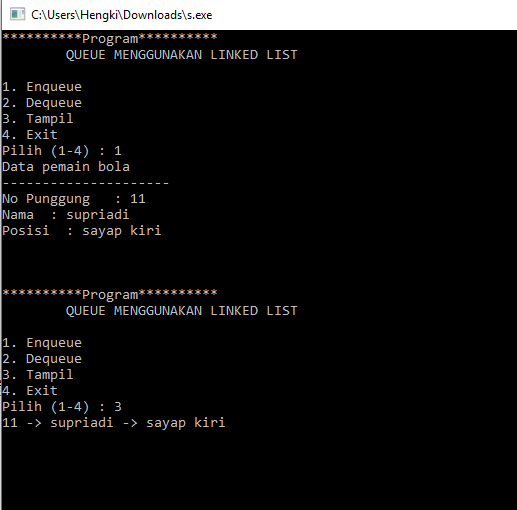 C:\Users\Hengki\Downloads\s.exe
**********Program**********
QUEUE MENGGUNAKAN LINKED LIST
1. Enqueue
2. Dequeue
3. Tampil
4. Exit
Pilih (1-4) : 1
Data pemain bola
---------------------
No Punggung   : 11
Nama  : supriadi
Posisi  : sayap kiri
**********Program**********
QUEUE MENGGUNAKAN LINKED LIST
1. Enqueue
2. Dequeue
3. Tampil
4. Exit
Pilih (1-4) : 3
11 -> supriadi -> sayap kiri